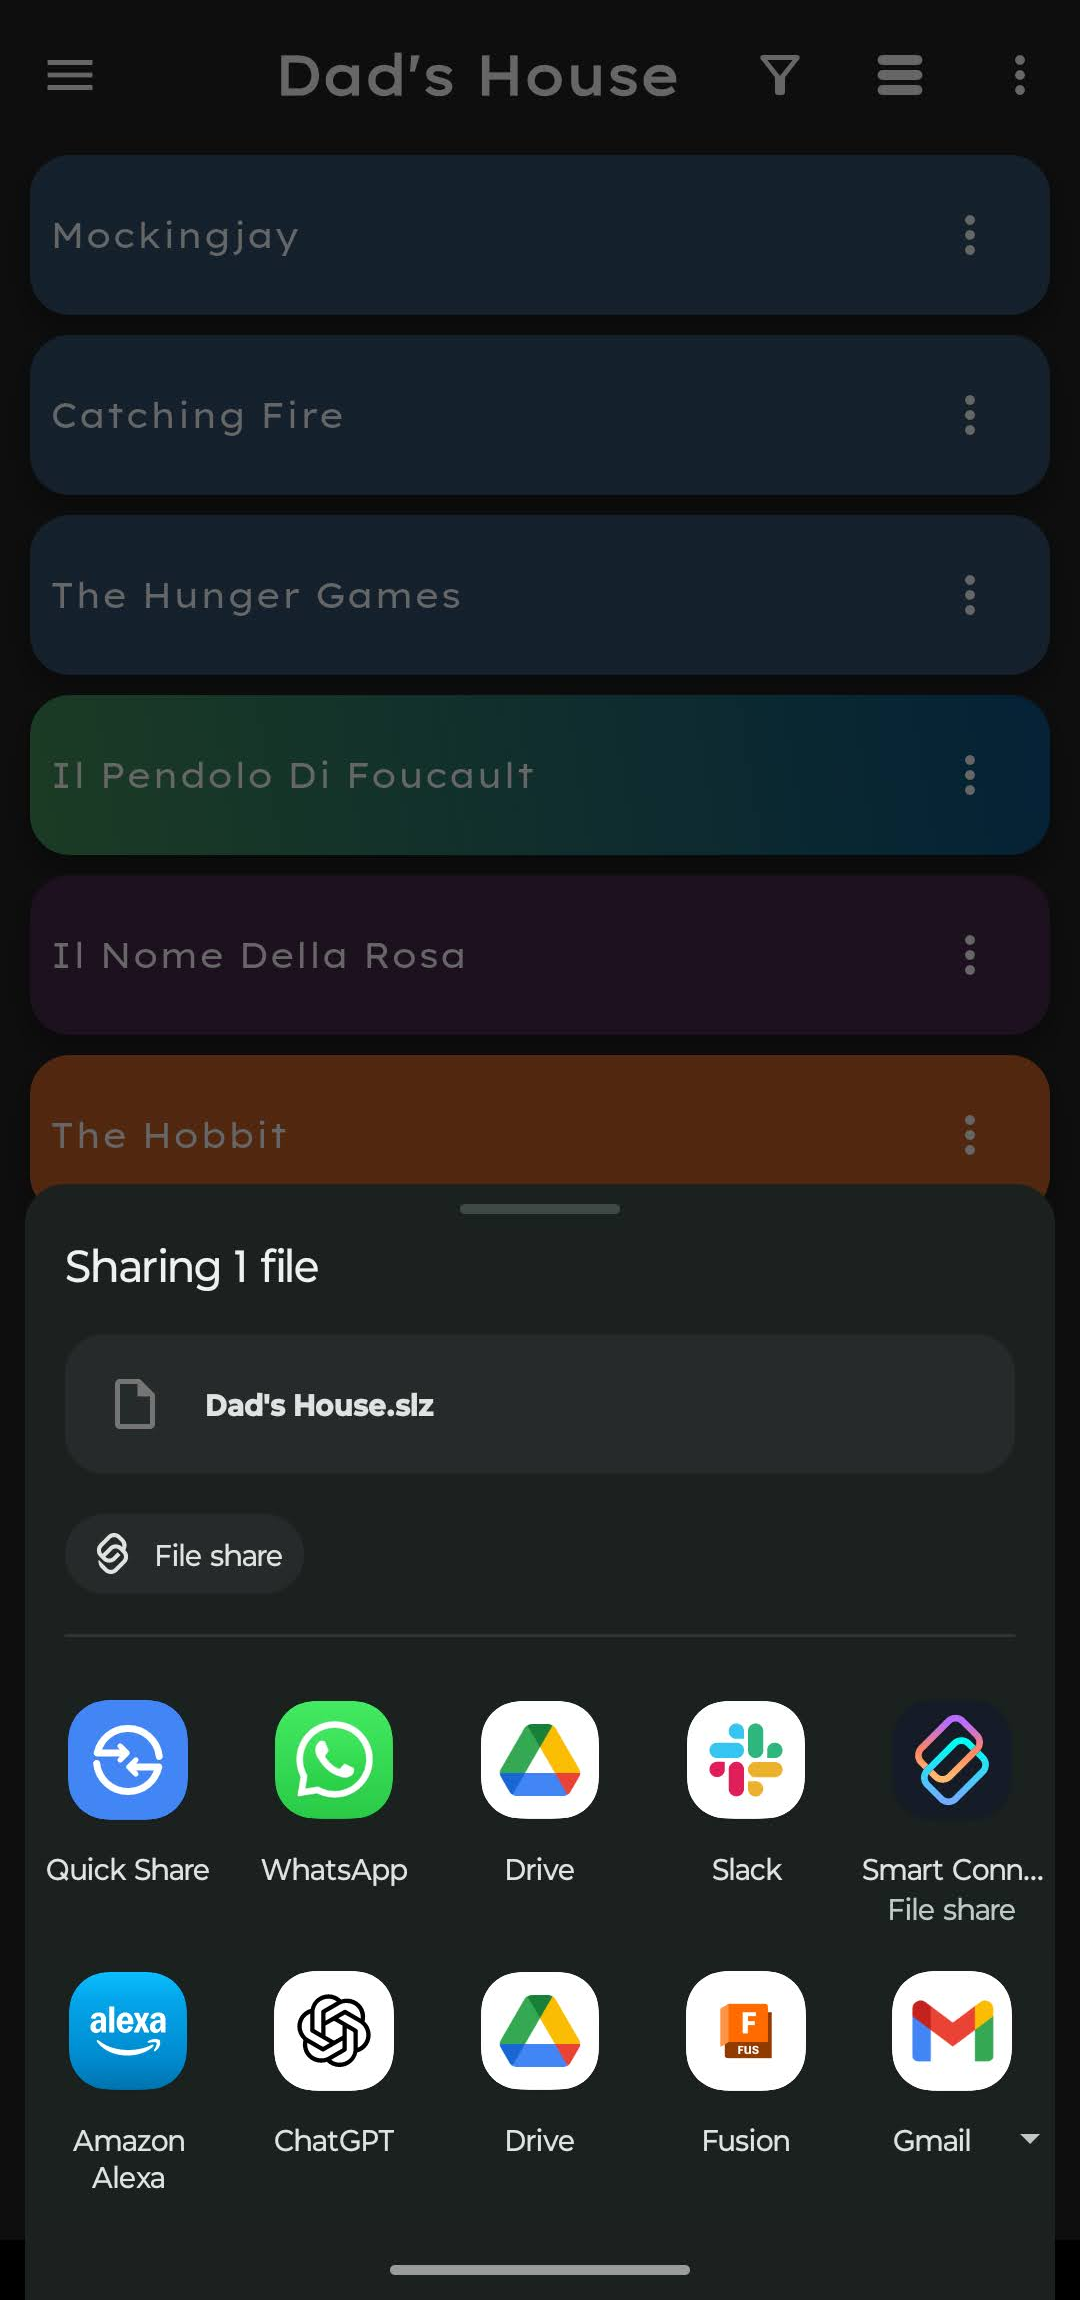 Dad's House
Mockingjay
Catching Fire
The Hunger Games
Il Pendolo Di Foucault
Il Nome Della Rosa
The Hobbit
Sharing 1 file
Dad's House.slz
File share
Quick Share
WhatsApp
Drive
Slack
Smart Conn...
File share
alexa
F
FUS
Amazon
Alexa
ChatGPT
Drive
Fusion
Gmail